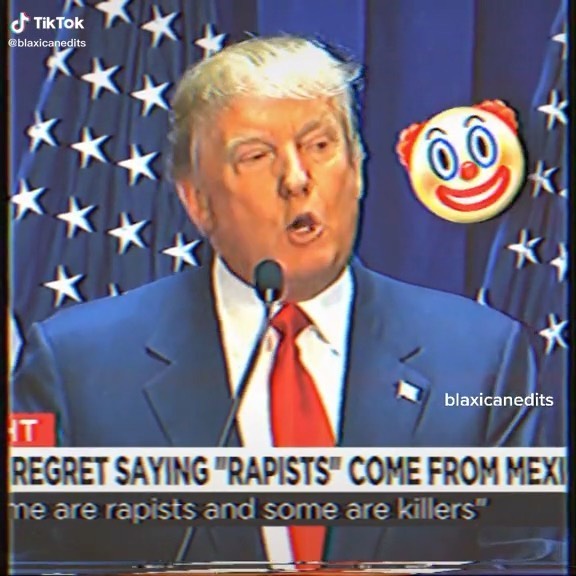 TikTok
@blaxicanedits
blaxicanedits
HT
REGRET SAYING "RAPISTS" COME FROM MEXI
me are rapists and some are killers"